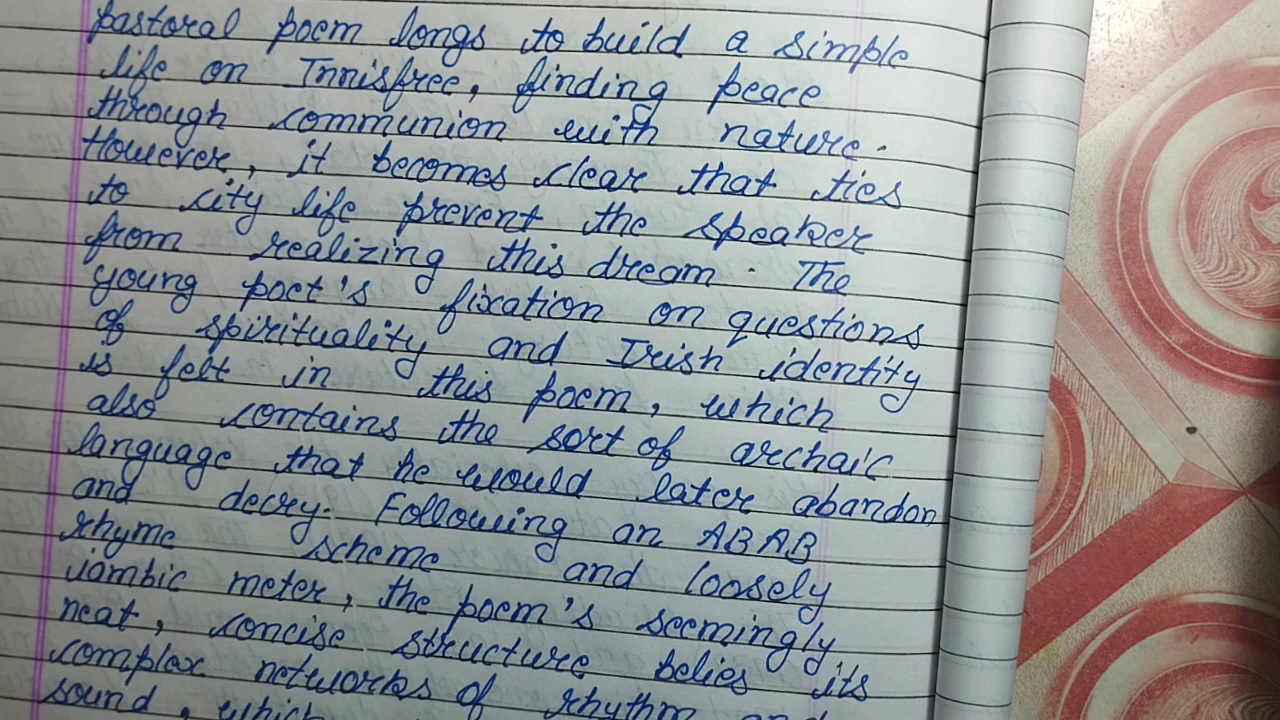 pastoral poem longs to build a simple
life on Innisfree, finding peace
through communion with nature.
However, it becomes clear that ties
to city life prevent the speaker
from realizing this dream. The
young poet's fixation on questions
of spirituality and Irish identity
is felt in this poem, which
also contains the sort of archaic
language that he would later abandon
and decry. Following an ABAB
rhyme scheme and loosely
iambic meter, the poem's seemingly
neat, concise structure belies its
complex networks of rhythm and
sound, which